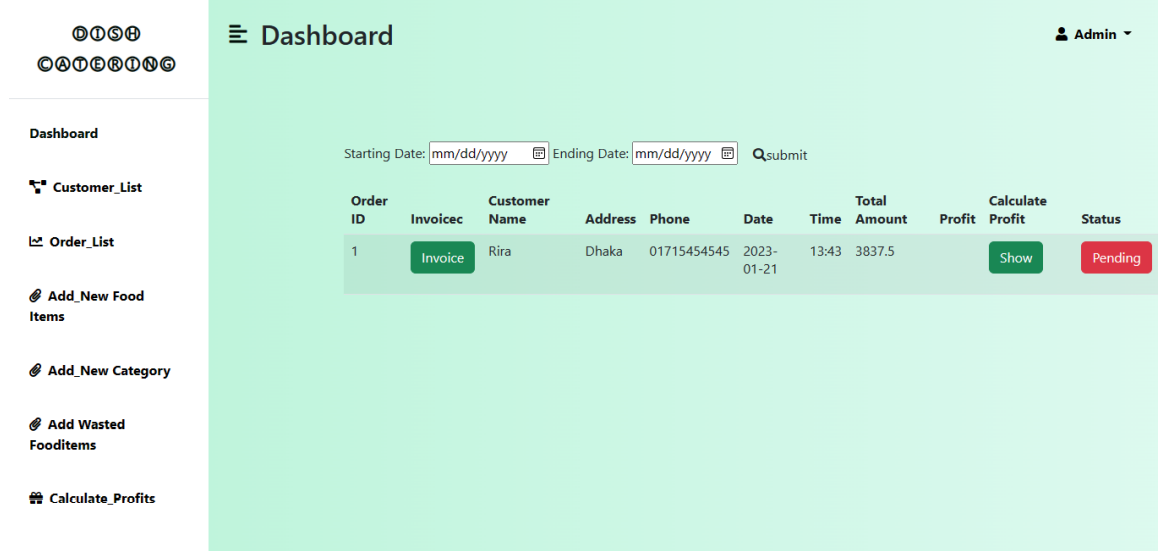 ⒹⒾⓈⒽ
ⒸⒶⓉⒺⓇⒾⓃⒼ
Dashboard
Customer_List
Order_List
Add_New Food
Items
Add_New Category
Add Wasted
Fooditems
Calculate_Profits
Dashboard
Admin
Starting Date: mm/dd/yyyy Ending Date: mm/dd/yyyy submit
Order ID Invoicec Customer Name Address Phone Date Time Total Amount Profit Calculate Profit Status
1 Invoice Rira Dhaka 01715454545 2023-01-21 13:43 3837.5 Show Pending